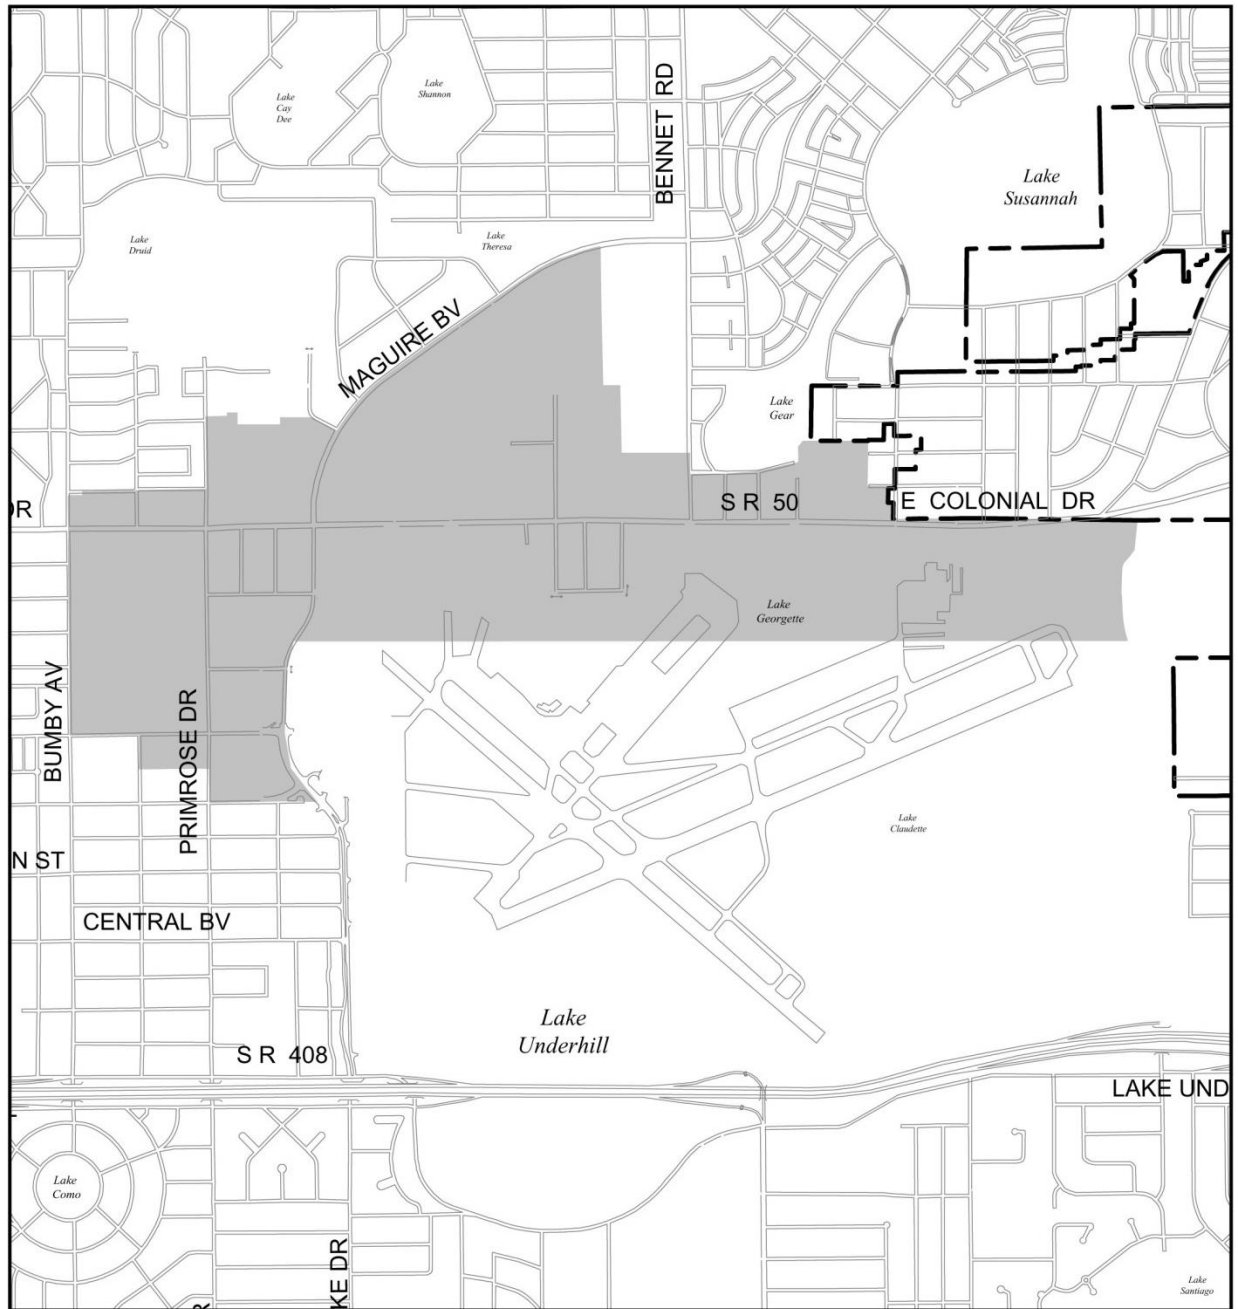 Lake
Shannon
Lake
Cay
Dee
BENNET RD
Lake
Susannah
Lake
Druid
Lake
Theresa
MAGUIRE BV
Lake
Gear
S R 50
E COLONIAL DR
DR
Lake
Georgette
BUMBY AV
PRIMROSE DR
Lake
Claudette
N ST
CENTRAL BV
Lake
Underhill
S R 408
LAKE UND
Lake
Como
KE DR
R
Lake
Santiago